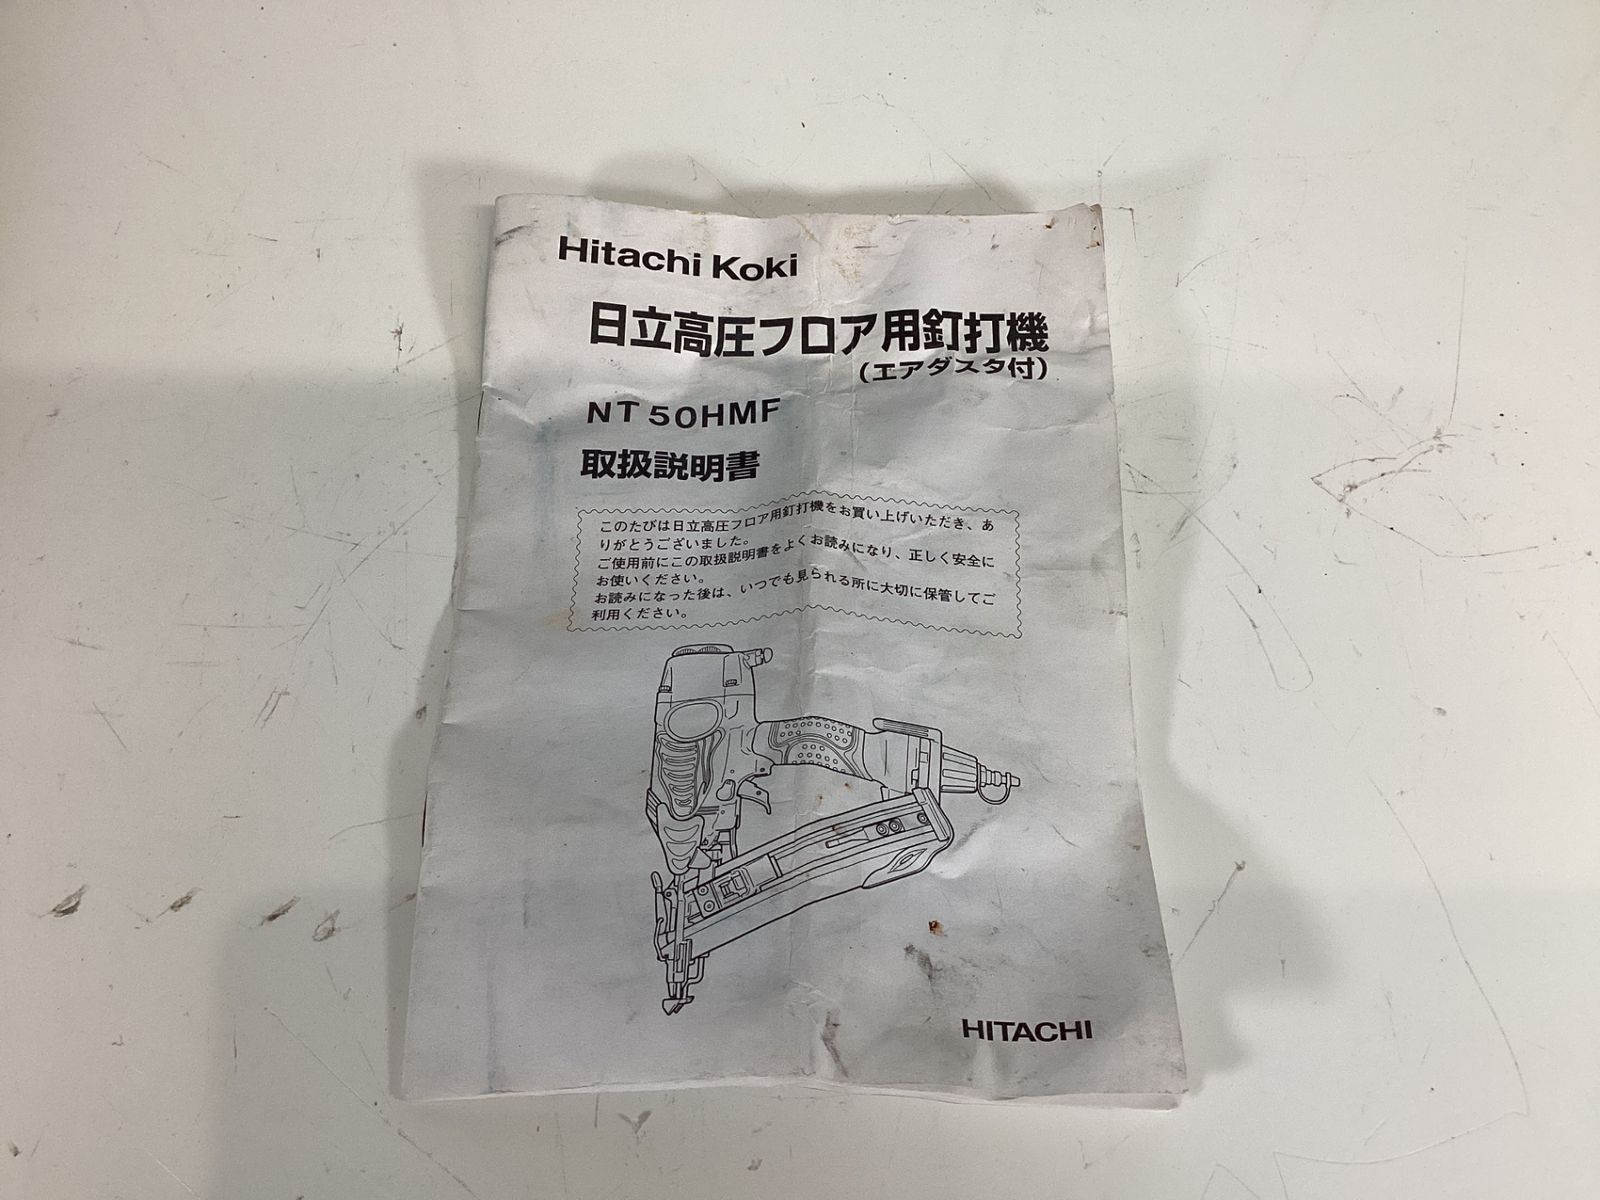 Hitachi Koki
日立高圧フロア用釘打機
(エアダスタ付)
NT50HMF
取扱説明書
このたびは日立高圧フロア用釘打機をお買い上げいただき、あ
りがとうございました。
ご使用前にこの取扱説明書をよくお読みになり、正しく安全に
お使いください。
お読みになった後は、いつでも見られる所に大切に保管してご
利用ください。
HITACHI